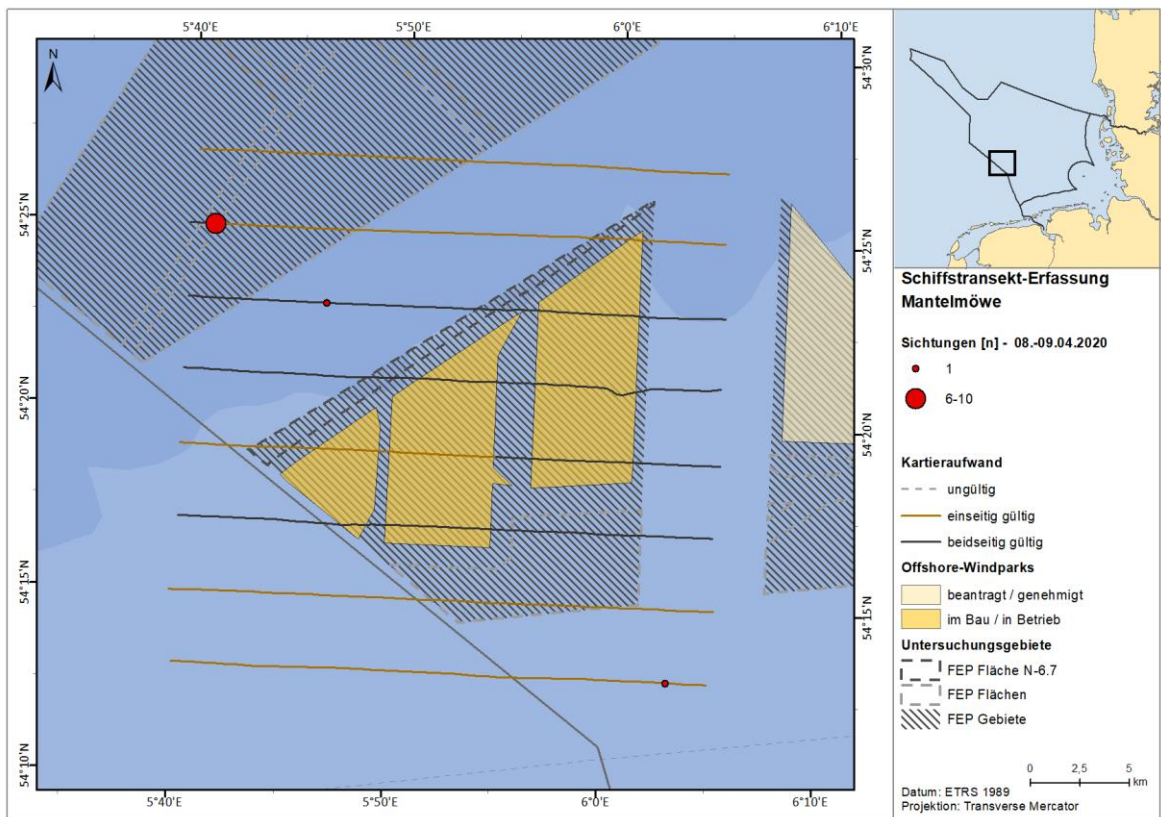 5°40'E 5°50'E 6°0'E 6°10'E
N
54°30'N
54°25'N
54°25'N
54°20'N
54°20'N
54°15'N
54°15'N
54°10'N
5°40'E 5°50'E 6°0'E 6°10'E
Schiffstransekt-Erfassung
Mantelmöwe
Sichtungen [n] - 08.-09.04.2020
1
6-10
Kartieraufwand
ungültig
einseitig gültig
beidseitig gültig
Offshore-Windparks
beantragt / genehmigt
im Bau / in Betrieb
Untersuchungsgebiete
FEP Fläche N-6.7
FEP Flächen
FEP Gebiete
0 2,5 5
km
Datum: ETRS 1989
Projektion: Transverse Mercator